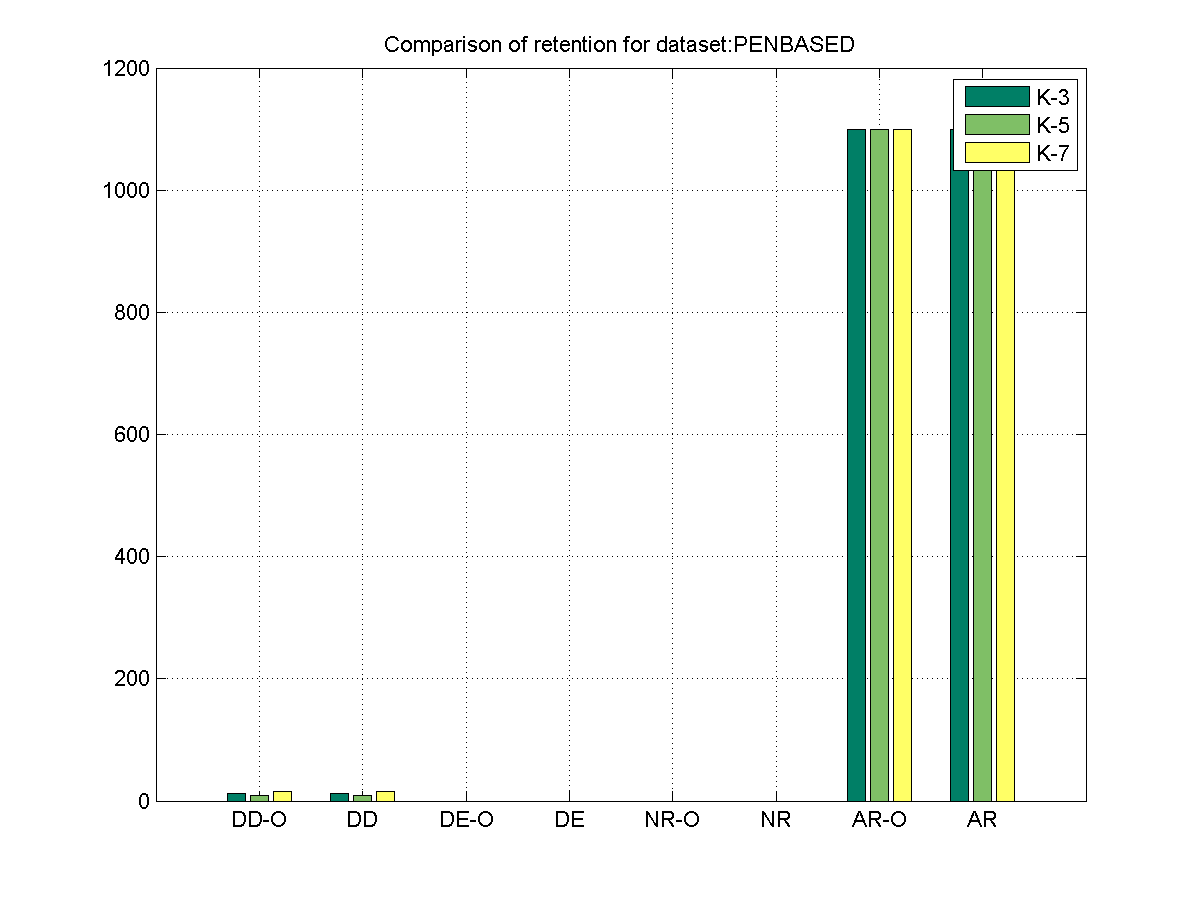 Comparison of retention for dataset:PENBASED
1200
1000
800
600
400
200
0
K-3
K-5
K-7
DD-O DD DE-O DE NR-O NR AR-O AR